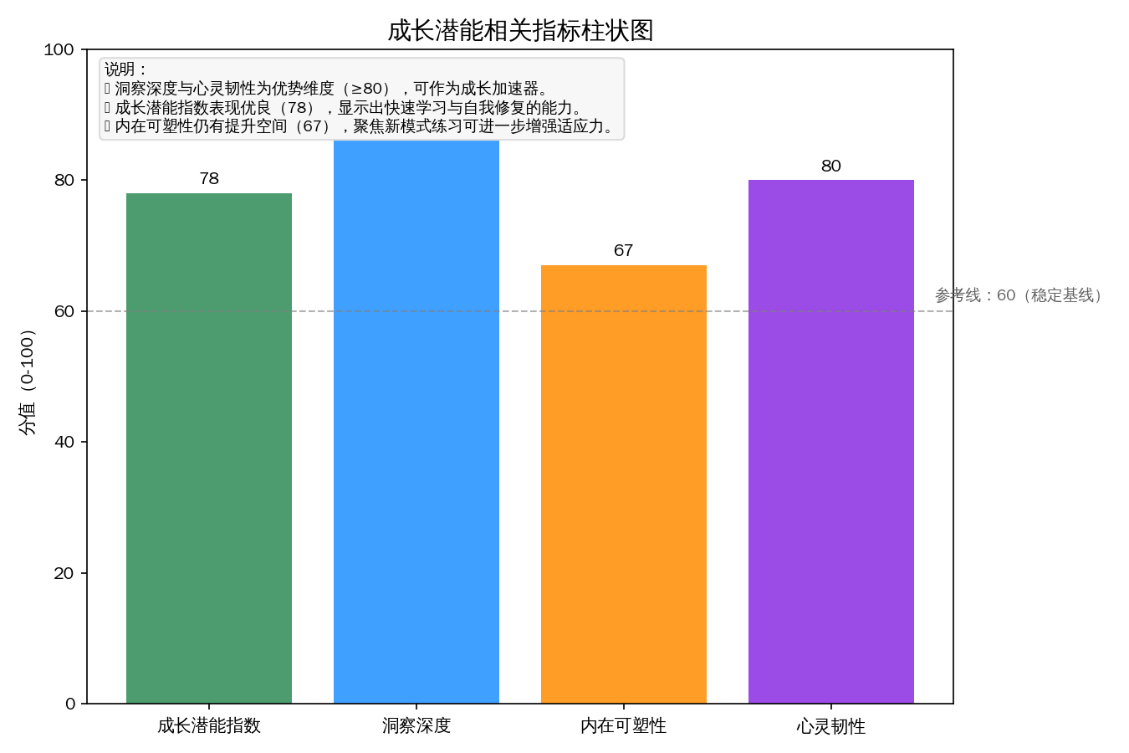 成长潜能相关指标柱状图
100
说明：
洞察深度与心灵韧性为优势维度（≥80），可作为成长加速器。
成长潜能指数表现优良（78），显示出快速学习与自我修复的能力。
内在可塑性仍有提升空间（67），聚焦新模式练习可进一步增强适应力。
80
78
80
67
参考线：60（稳定基线）
60
分值（0-100）
40
20
0
成长潜能指数 洞察深度 内在可塑性 心灵韧性